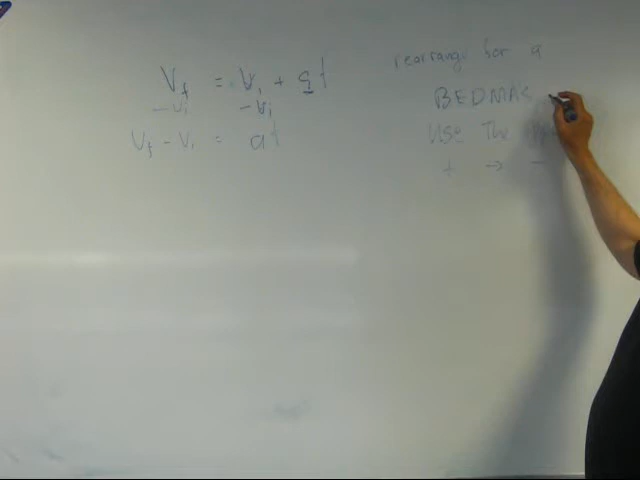 Vf = Vi + at
-Vi -Vi
Vf - Vi = at
rearrange for a
BEDMAS
Use The
+ → -